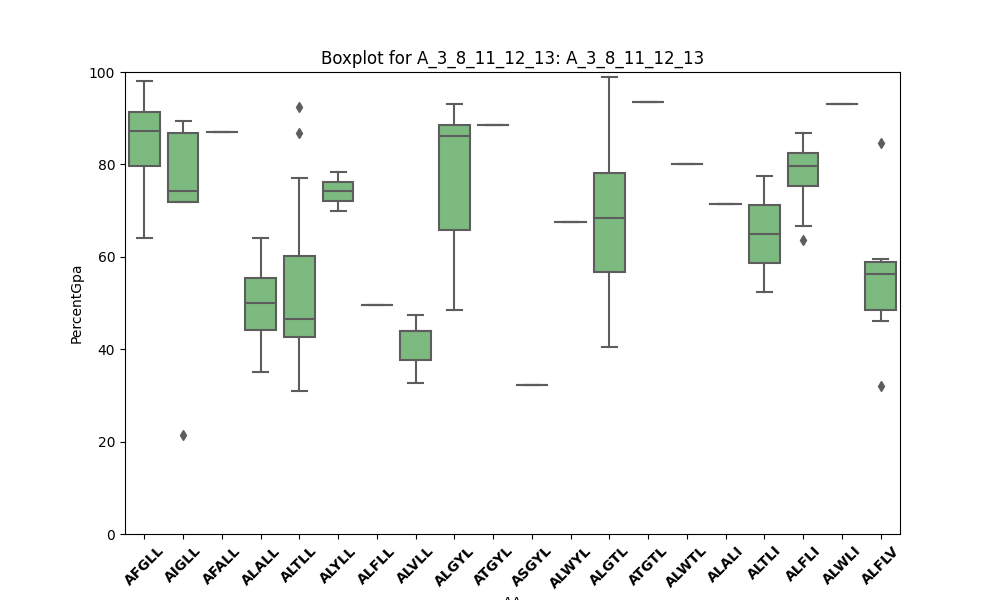 Boxplot for A_3_8_11_12_13: A_3_8_11_12_13
100
80
60
40
20
0
PercentGpa
AFGLL AIGLL AFALL ALALL ALTLL ALYLL ALFLL ALVLL ALGYL ATGYL ASGYL ALWYL ALGTL ATGTL ALWTL ALALI ALTLI ALFLI ALWLI ALFLV